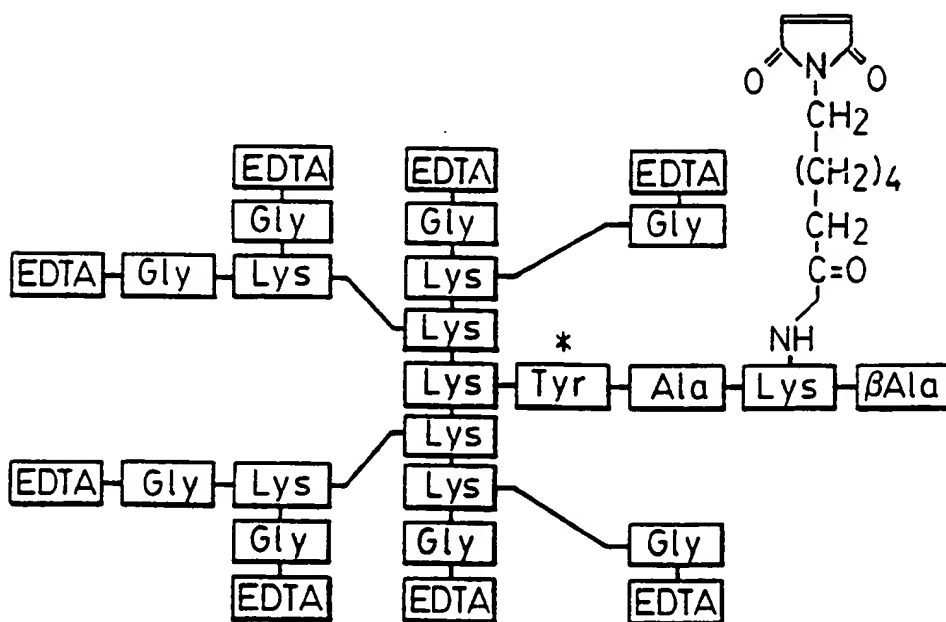 O N O
CH2
EDTA EDTA EDTA (CH2)4
Gly Gly Gly CH2
EDTA Gly Lys Lys C=O
Lys * NH
Lys Tyr Ala Lys βAla
Lys
EDTA Gly Lys Lys
Gly Gly Gly
EDTA EDTA EDTA